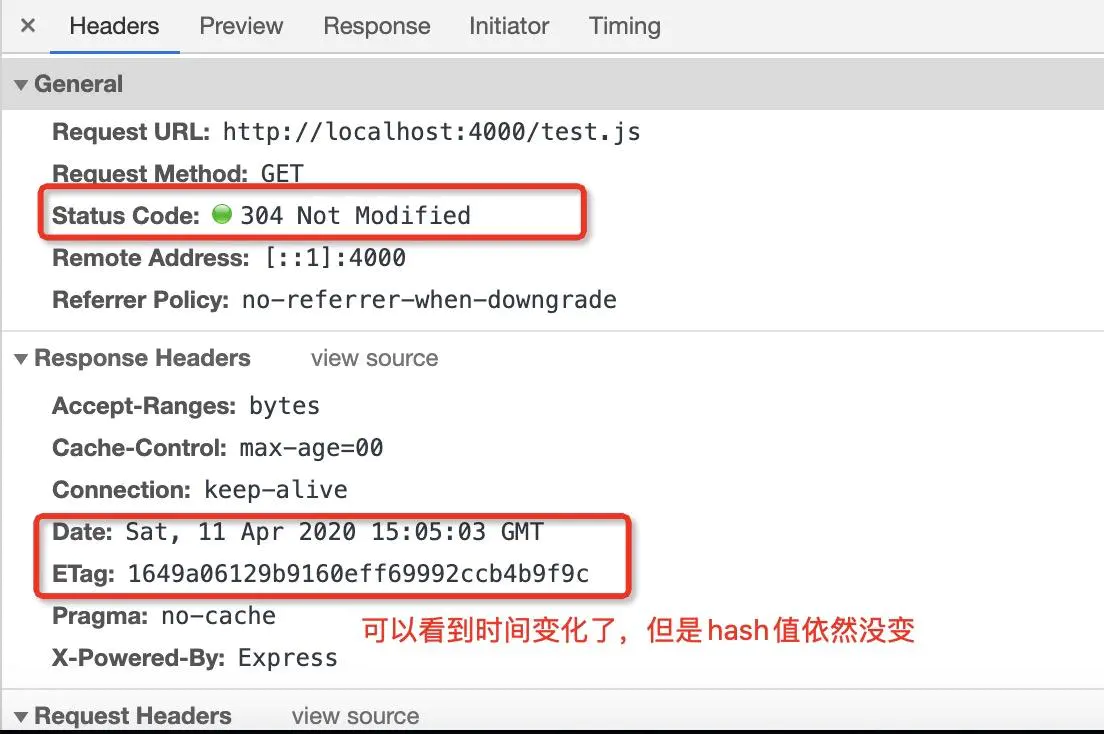 × Headers Preview Response Initiator Timing
▼ General
Request URL: http://localhost:4000/test.js
Request Method: GET
Status Code: 304 Not Modified
Remote Address: [::1]:4000
Referrer Policy: no-referrer-when-downgrade
▼ Response Headers view source
Accept-Ranges: bytes
Cache-Control: max-age=00
Connection: keep-alive
Date: Sat, 11 Apr 2020 15:05:03 GMT
ETag: 1649a06129b9160eff69992ccb4b9f9c
Pragma: no-cache
可以看到时间变化了，但是hash值依然没变
X-Powered-By: Express
▼ Request Headers view source